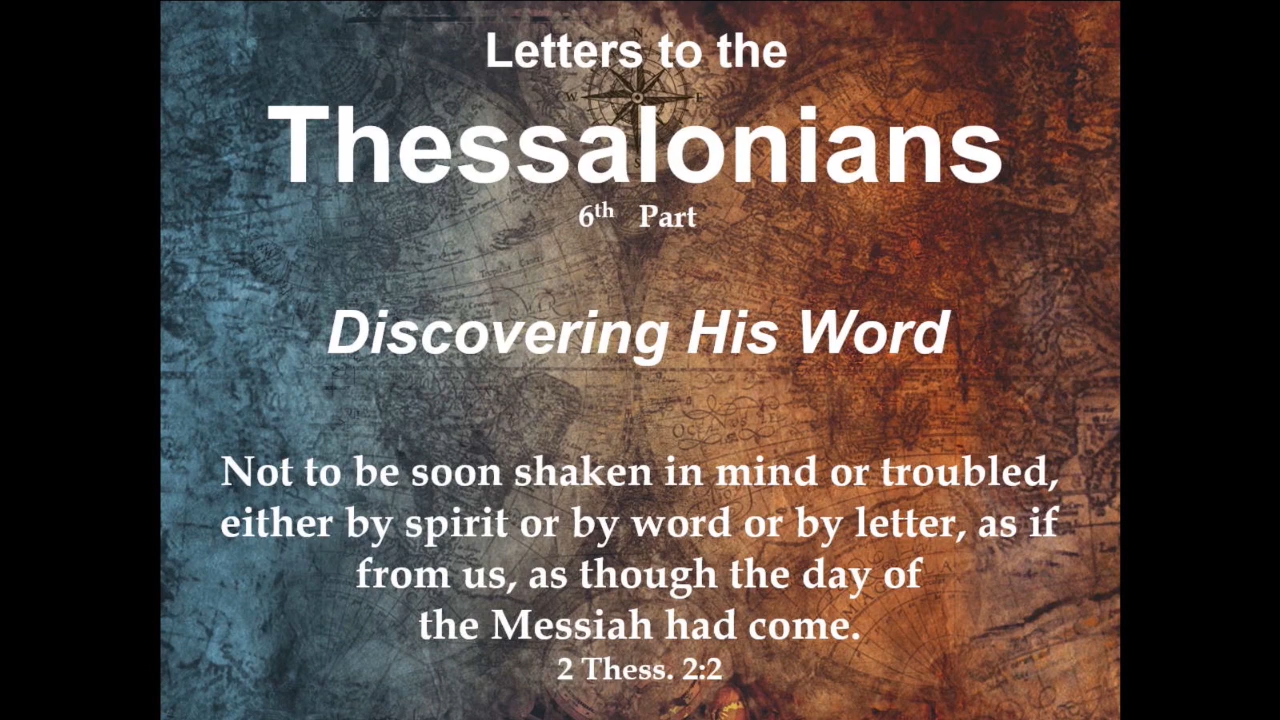 Letters to the
Thessalonians
6th Part
Discovering His Word
Not to be soon shaken in mind or troubled,
either by spirit or by word or by letter, as if
from us, as though the day of
the Messiah had come.
2 Thess. 2:2